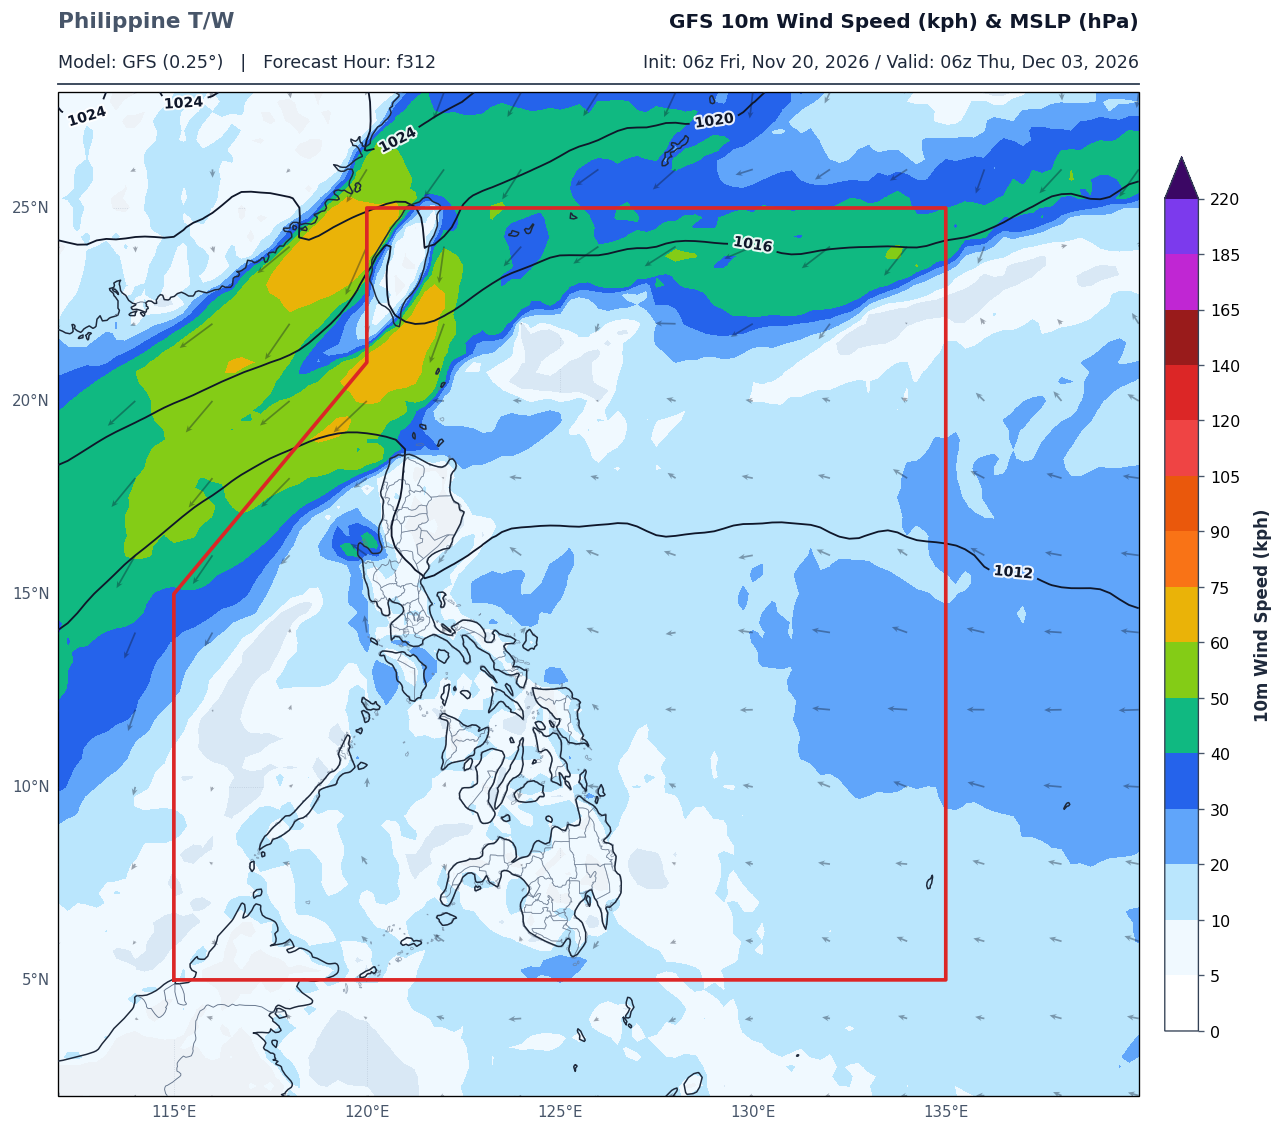 Philippine T/W
GFS 10m Wind Speed (kph) & MSLP (hPa)
Model: GFS (0.25°) | Forecast Hour: f312
Init: 06z Fri, Nov 20, 2026 / Valid: 06z Thu, Dec 03, 2026
1024
1024
1024
1020
1016
1012
25°N
20°N
15°N
10°N
5°N
115°E
120°E
125°E
130°E
135°E
220
185
165
140
120
105
90
75
60
50
40
30
20
10
5
0
10m Wind Speed (kph)